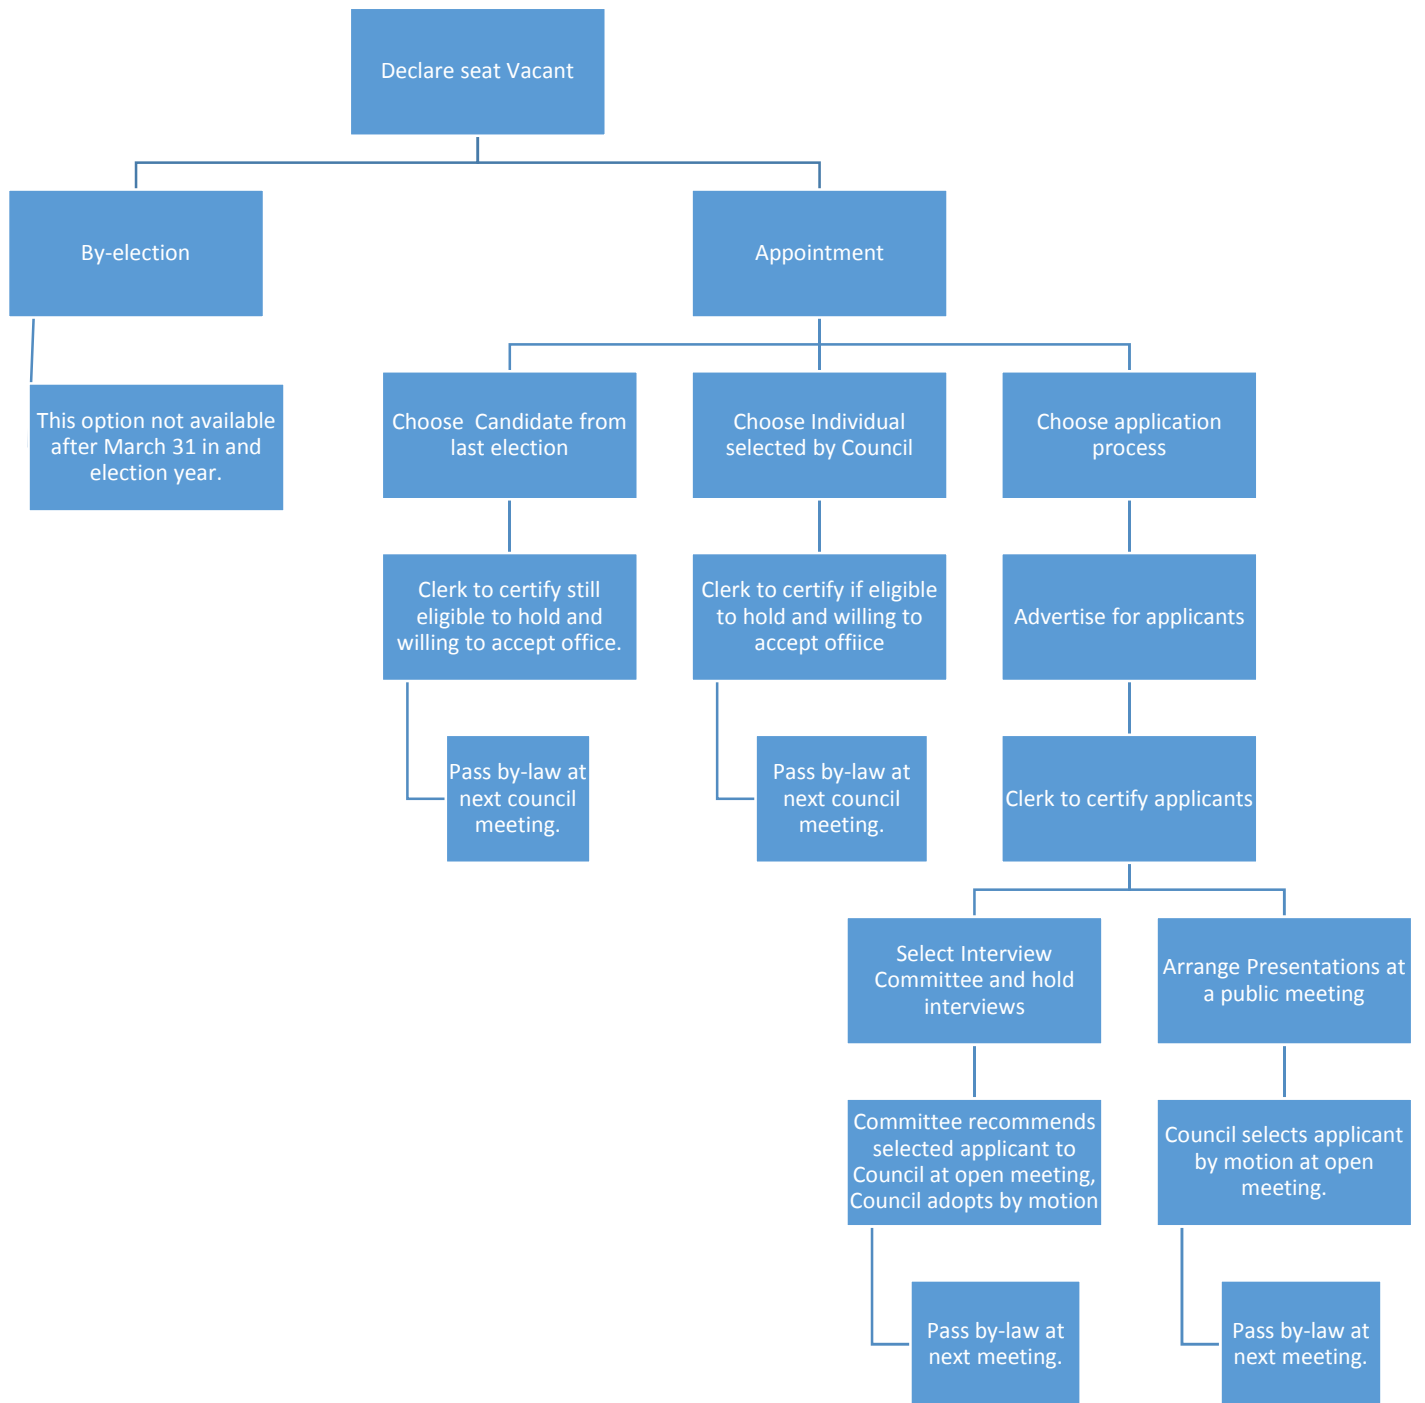 Declare seat Vacant
By-election
Appointment
This option not available
after March 31 in and
election year.
Choose  Candidate from
last election
Choose Individual
selected by Council
Choose application
process
Clerk to certify still
eligible to hold and
willing to accept office.
Clerk to certify if eligible
to hold and willing to
accept offiice
Advertise for applicants
Pass by-law at
next council
meeting.
Pass by-law at
next council
meeting.
Clerk to certify applicants
Select Interview
Committee and hold
interviews
Arrange Presentations at
a public meeting
Committee recommends
selected applicant to
Council at open meeting,
Council adopts by motion
Council selects applicant
by motion at open
meeting.
Pass by-law at
next meeting.
Pass by-law at
next meeting.